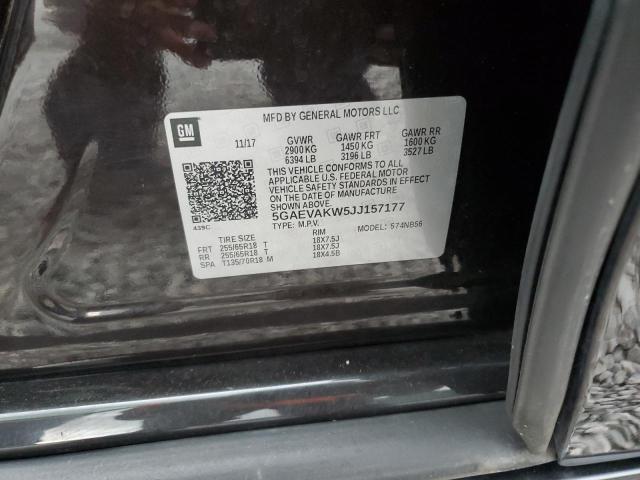 MFD BY GENERAL MOTORS LLC
GM
11/17 GVWR GAWR FRT GAWR RR
2900 KG 1450 KG 1600 KG
6394 LB 3196 LB 3527 LB
THIS VEHICLE CONFORMS TO ALL
APPLICABLE U.S. FEDERAL MOTOR
VEHICLE SAFETY STANDARDS IN
EFFECT ON THE DATE OF
MANUFACTURE SHOWN ABOVE.
5GAEVAKW5JJ157177
439C
TYPE: M.P.V. MODEL: 574NB56
TIRE SIZE RIM
FRT 255/65R18 T 18X7.5J
RR 255/65R18 T 18X7.5J
SPA T135/70R18 M 18X4.5B